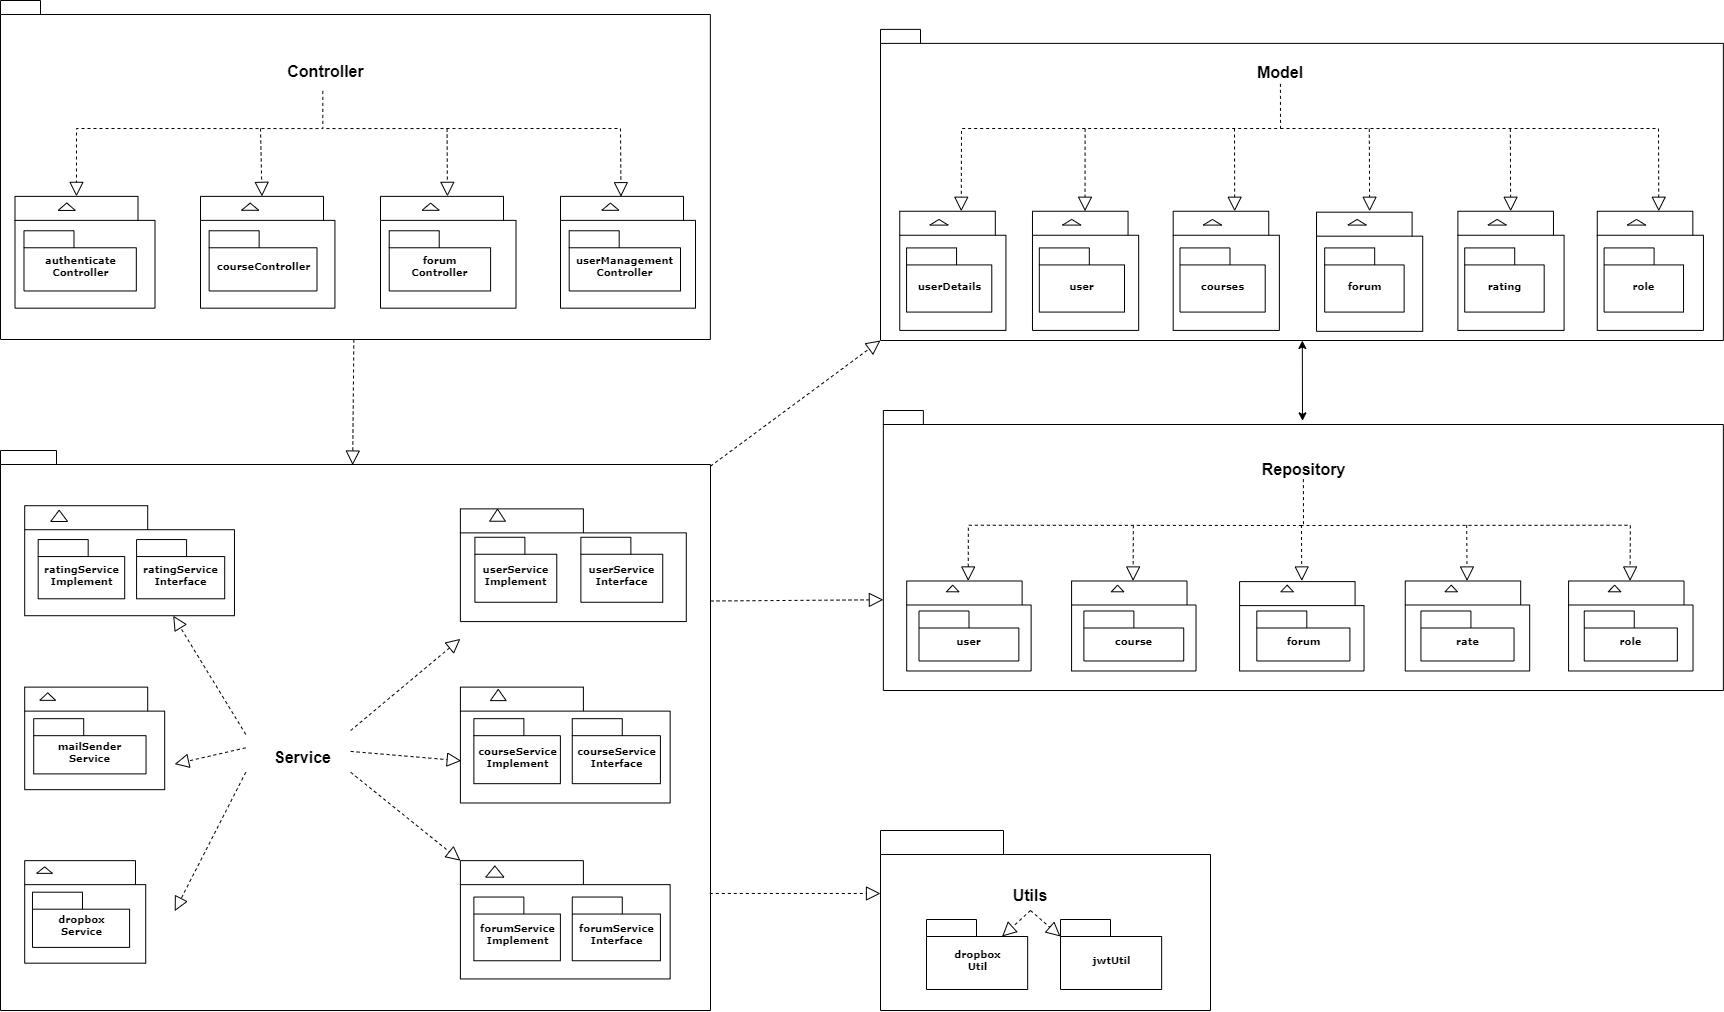 Controller
authenticate
Controller
courseController
forum
Controller
userManagement
Controller
Model
userDetails
user
courses
forum
rating
role
Service
ratingService
Implement
ratingService
Interface
userService
Implement
userService
Interface
mailSender
Service
courseService
Implement
courseService
Interface
dropbox
Service
forumService
Implement
forumService
Interface
Repository
user
course
forum
rate
role
Utils
dropbox
Util
jwtUtil